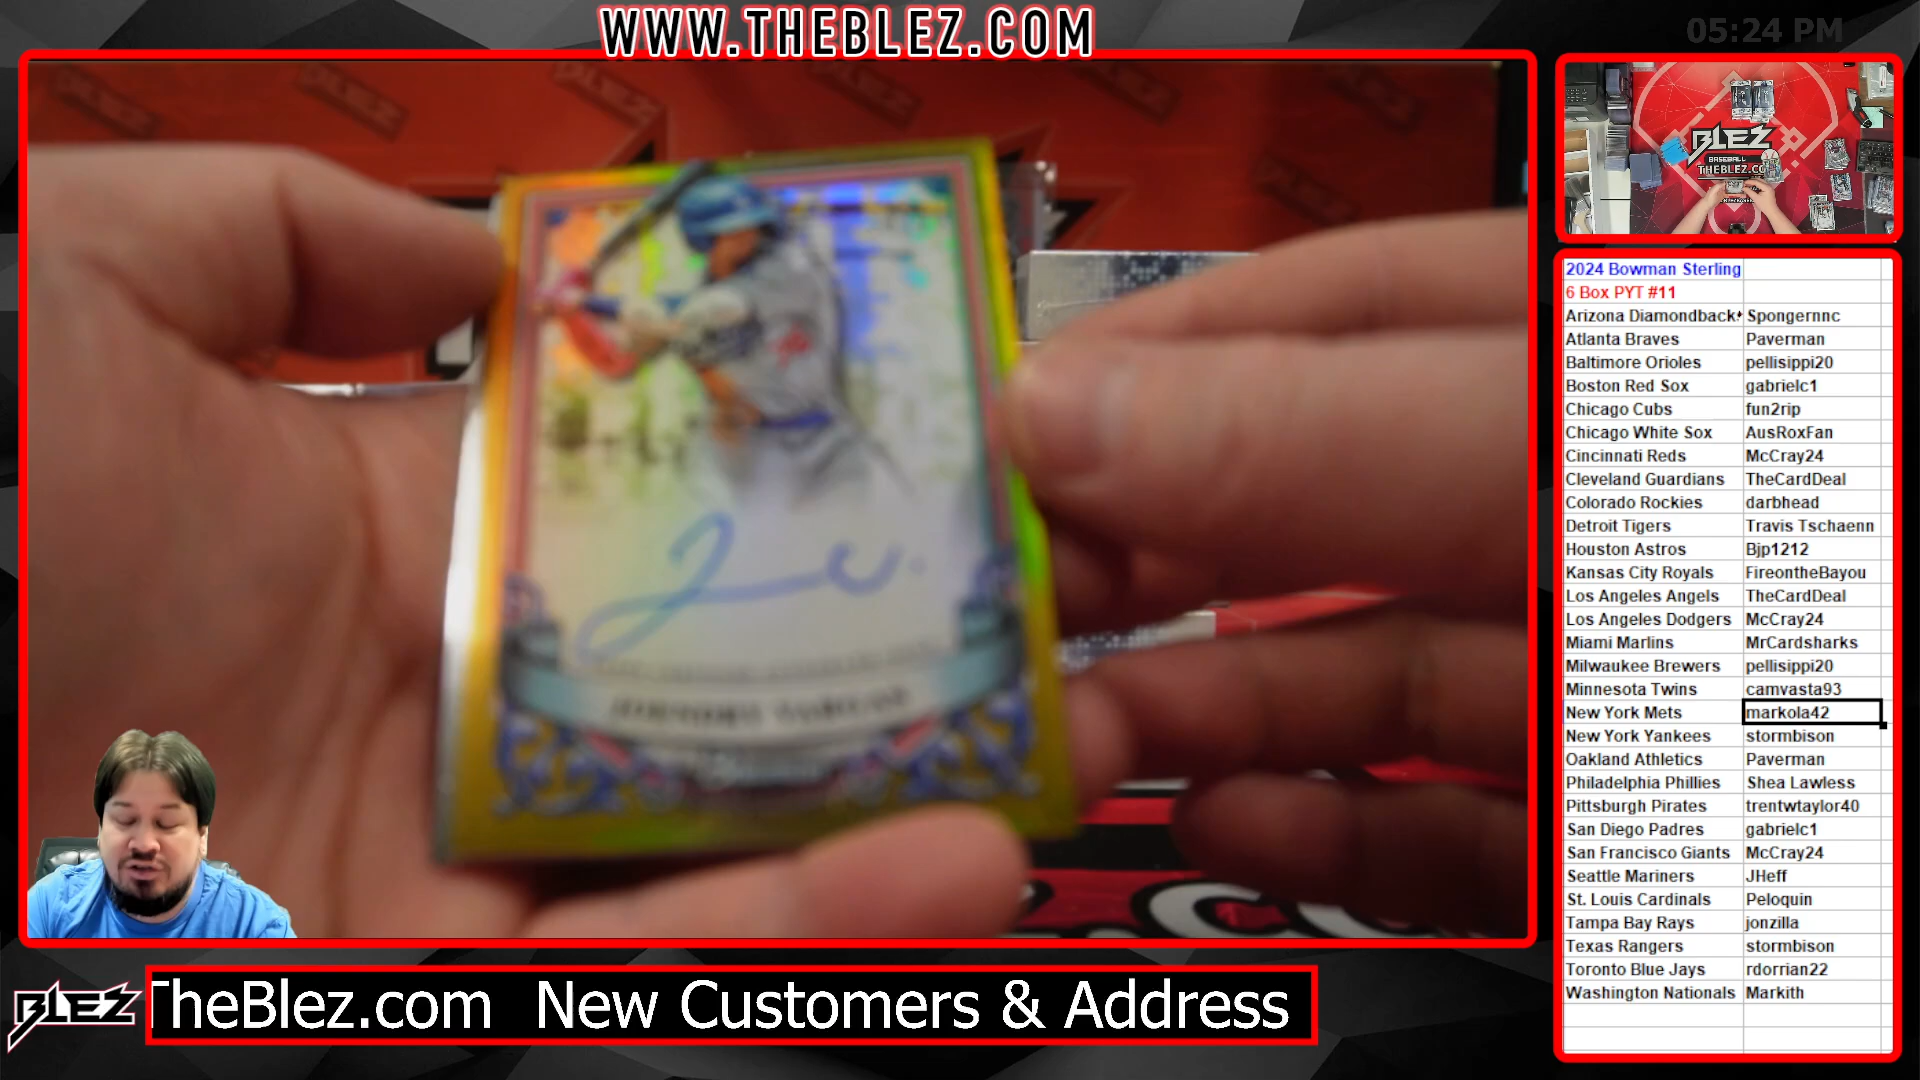 WWW.THEBLEZ.COM
05:24 PM
BLEZ
BASEBALL
THEBLEZ.CO
2024 Bowman Sterling
6 Box PYT #11
Arizona Diamondback Spongernnc
Atlanta Braves Paverman
Baltimore Orioles pellisippi20
Boston Red Sox gabrielc1
Chicago Cubs fun2rip
Chicago White Sox AusRoxFan
Cincinnati Reds McCray24
Cleveland Guardians TheCardDeal
Colorado Rockies darbhead
Detroit Tigers Travis Tschaenn
Houston Astros Bjp1212
Kansas City Royals FireontheBayou
Los Angeles Angels TheCardDeal
Los Angeles Dodgers McCray24
Miami Marlins MrCardsharks
Milwaukee Brewers pellisippi20
Minnesota Twins camvasta93
New York Mets markola42
New York Yankees stormbison
Oakland Athletics Paverman
Philadelphia Phillies Shea Lawless
Pittsburgh Pirates trentwtaylor40
San Diego Padres gabrielc1
San Francisco Giants McCray24
Seattle Mariners JHeff
St. Louis Cardinals Peloquin
Tampa Bay Rays jonzilla
Texas Rangers stormbison
Toronto Blue Jays rdorrian22
Washington Nationals Markith
BLEZ
TheBlez.com New Customers & Address